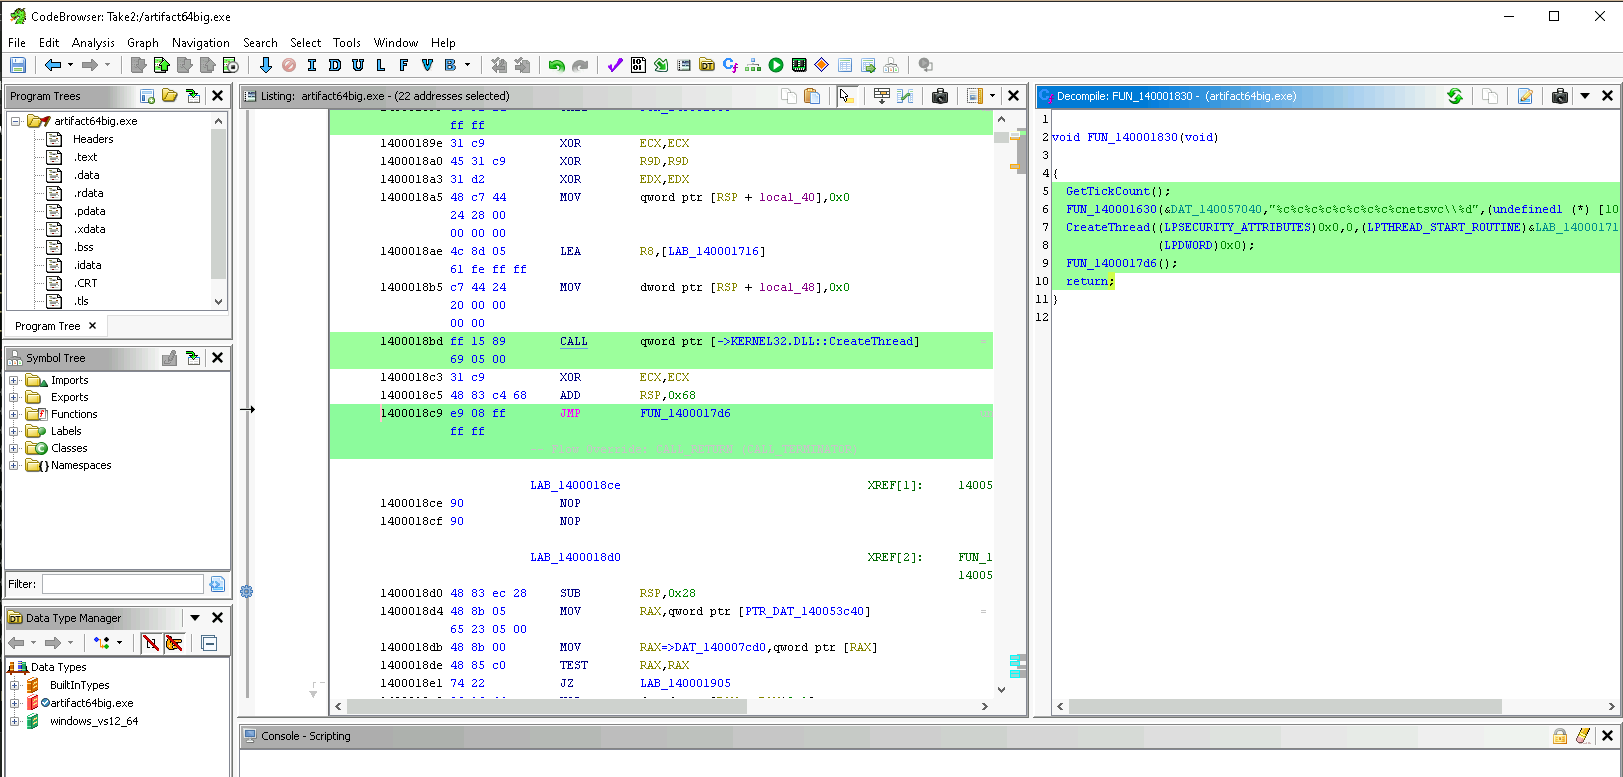 CodeBrowser: Take2:/artifact64big.exe
File Edit Analysis Graph Navigation Search Select Tools Window Help
I D U L F V B
Program Trees
artifact64big.exe
Headers
.text
.data
.rdata
.pdata
.xdata
.bss
.idata
.CRT
.tls
Program Tree
Symbol Tree
Imports
Exports
Functions
Labels
Classes
Namespaces
Filter:
Data Type Manager
Data Types
BuiltInTypes
artifact64big.exe
windows_vs12_64
Listing: artifact64big.exe - (22 addresses selected)
ff ff
14000189e 31 c9 XOR ECX,ECX
1400018a0 45 31 c9 XOR R9D,R9D
1400018a3 31 d2 XOR EDX,EDX
1400018a5 48 c7 44 MOV qword ptr [RSP + local_40],0x0
24 28 00
00 00 00
1400018ae 4c 8d 05 LEA R8,[LAB_140001716]
61 fe ff ff
1400018b5 c7 44 24 MOV dword ptr [RSP + local_48],0x0
20 00 00
00 00
1400018bd ff 15 89 CALL qword ptr [->KERNEL32.DLL::CreateThread]
69 05 00
1400018c3 31 c9 XOR ECX,ECX
1400018c5 48 83 c4 68 ADD RSP,0x68
1400018c9 e9 08 ff JMP FUN_1400017d6
ff ff
-- Flow Override: CALL_RETURN (CALL_TERMINATOR)
LAB_1400018ce XREF[1]: 14005
1400018ce 90 NOP
1400018cf 90 NOP
LAB_1400018d0 XREF[2]: FUN_1
14005
1400018d0 48 83 ec 28 SUB RSP,0x28
1400018d4 48 8b 05 MOV RAX,qword ptr [PTR_DAT_140053c40] =
65 23 05 00
1400018db 48 8b 00 MOV RAX=>DAT_140007cd0,qword ptr [RAX]
1400018de 48 85 c0 TEST RAX,RAX
1400018e1 74 22 JZ LAB_140001905
Decompile: FUN_140001830 - (artifact64big.exe)
1
2 void FUN_140001830(void)
3
4 {
5 GetTickCount();
6 FUN_140001630(&DAT_140057040,"%c%c%c%c%c%c%c%c%cnetsvc\\%d",(undefined1 (*) [10
7 CreateThread((LPSECURITY_ATTRIBUTES)0x0,0,(LPTHREAD_START_ROUTINE)&LAB_14000171
8 (LPDWORD)0x0);
9 FUN_1400017d6();
10 return;
11 }
12
Console - Scripting